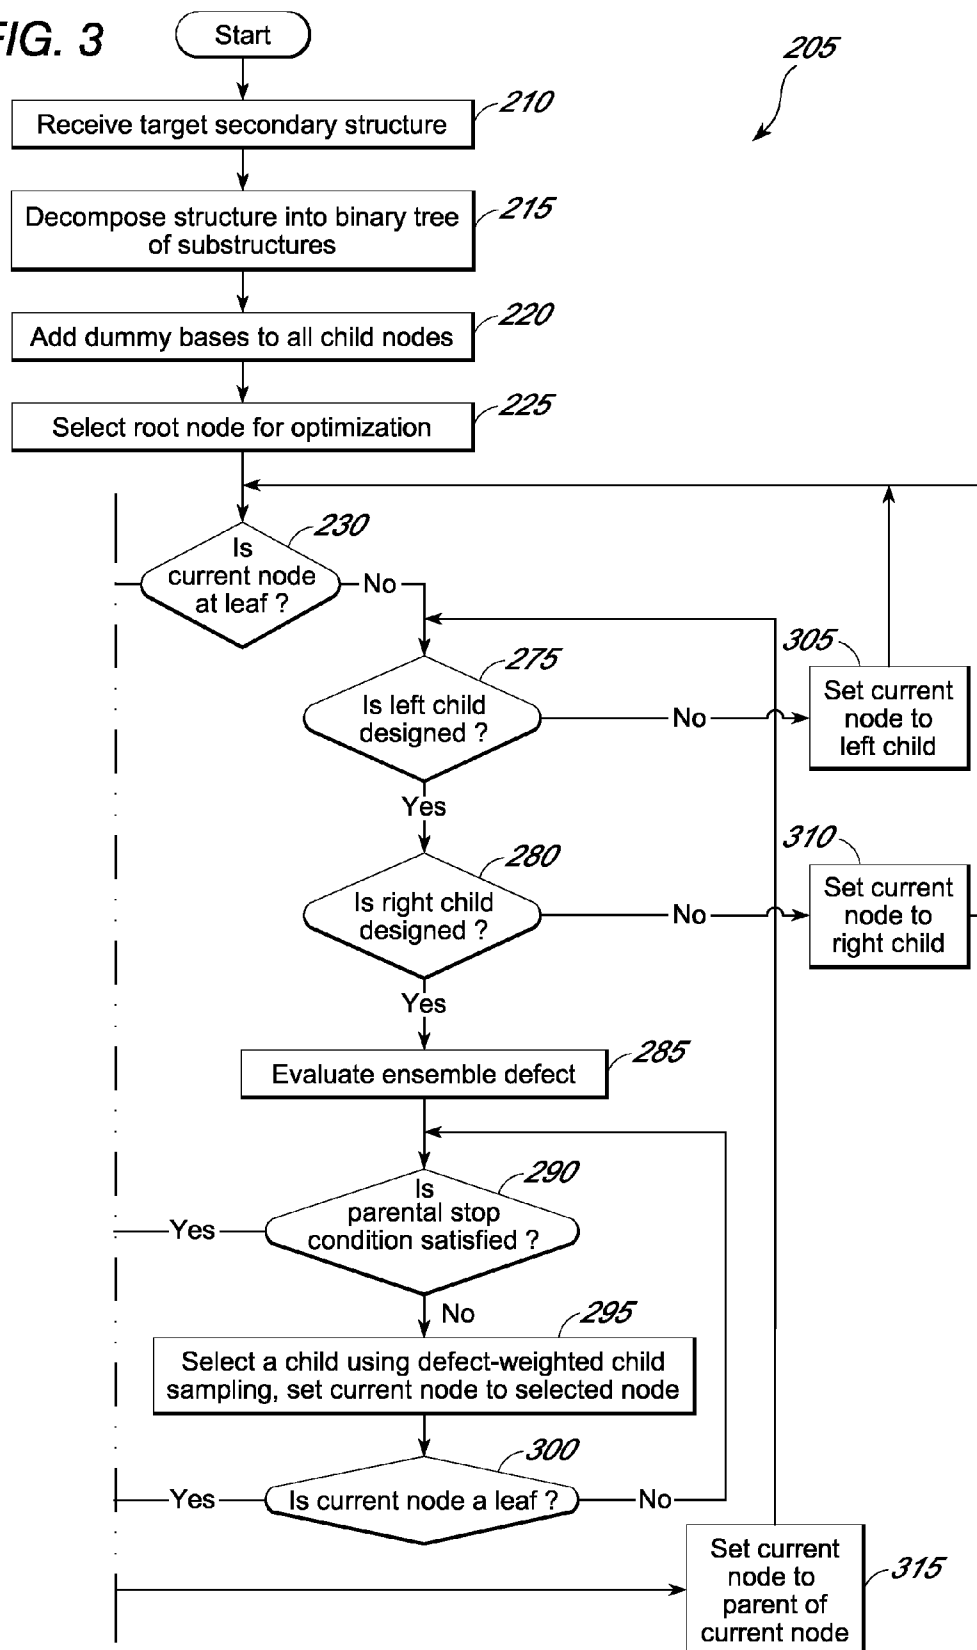 FIG. 3
Start
205
210
Receive target secondary structure
215
Decompose structure into binary tree
of substructures
220
Add dummy bases to all child nodes
225
Select root node for optimization
230
Is
current node
at leaf ?
No
275
Is left child
designed ?
No
305
Set current
node to
left child
Yes
280
Is right child
designed ?
No
310
Set current
node to
right child
Yes
285
Evaluate ensemble defect
290
Is
parental stop
condition satisfied ?
Yes
No
295
Select a child using defect-weighted child
sampling, set current node to selected node
300
Is current node a leaf ?
Yes
No
315
Set current
node to
parent of
current node